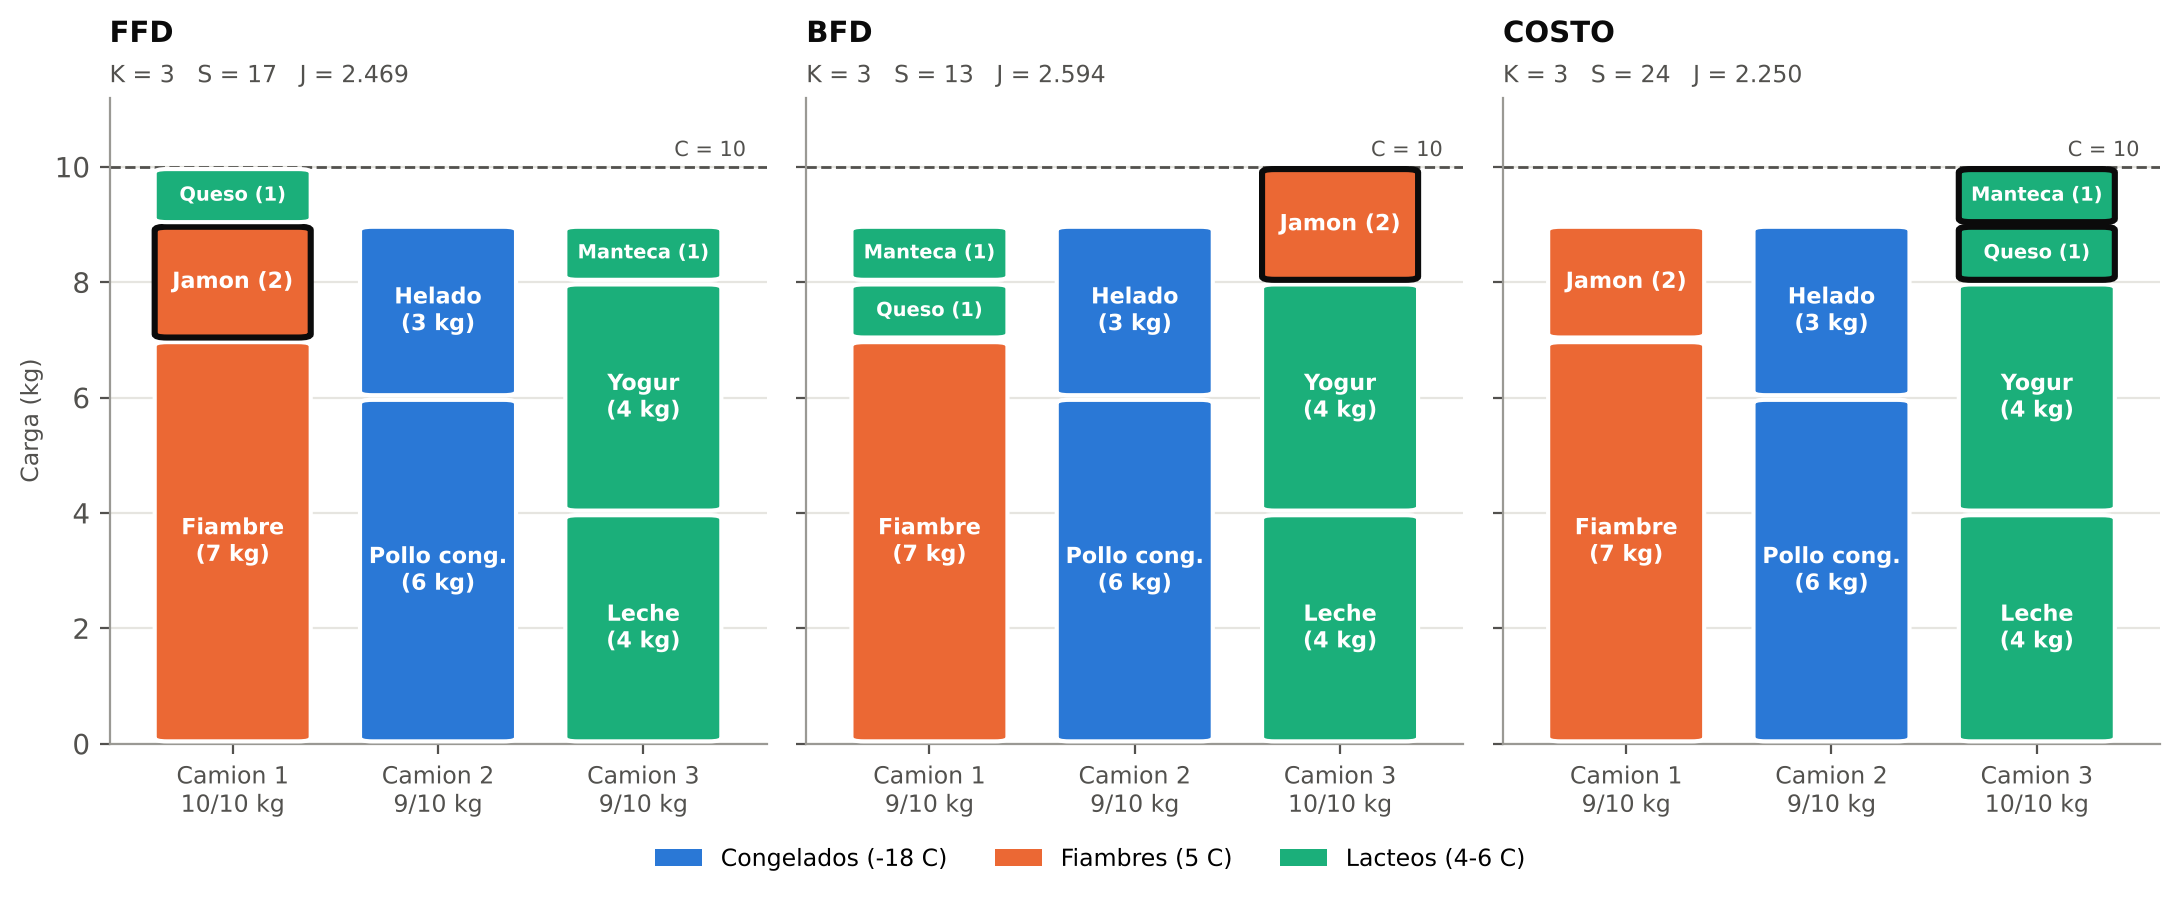 FFD
K = 3   S = 17   J = 2.469
C = 10
Carga (kg)
10
8
6
4
2
0
Queso (1)
Jamon (2)
Fiambre
(7 kg)
Helado
(3 kg)
Pollo cong.
(6 kg)
Manteca (1)
Yogur
(4 kg)
Leche
(4 kg)
Camion 1
10/10 kg
Camion 2
9/10 kg
Camion 3
9/10 kg
BFD
K = 3   S = 13   J = 2.594
C = 10
Manteca (1)
Queso (1)
Fiambre
(7 kg)
Helado
(3 kg)
Pollo cong.
(6 kg)
Jamon (2)
Yogur
(4 kg)
Leche
(4 kg)
Camion 1
9/10 kg
Camion 2
9/10 kg
Camion 3
10/10 kg
COSTO
K = 3   S = 24   J = 2.250
C = 10
Jamon (2)
Fiambre
(7 kg)
Helado
(3 kg)
Pollo cong.
(6 kg)
Manteca (1)
Queso (1)
Yogur
(4 kg)
Leche
(4 kg)
Camion 1
9/10 kg
Camion 2
9/10 kg
Camion 3
10/10 kg
Congelados (-18 C)
Fiambres (5 C)
Lacteos (4-6 C)